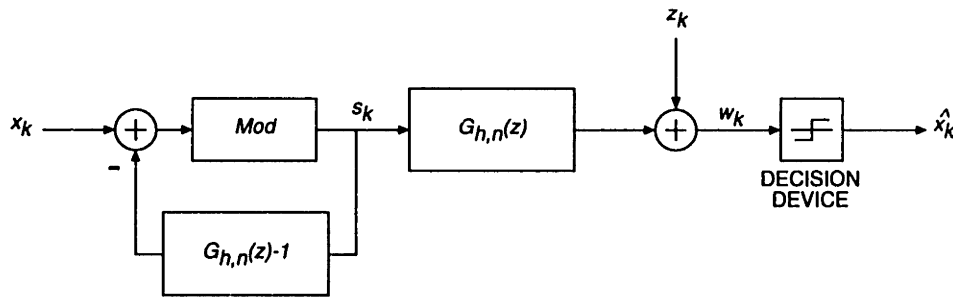 z_k
x_k
+
Mod
s_k
G_{h,n}(z)
+
w_k
x̂_k
−
DECISION
DEVICE
G_{h,n}(z)-1